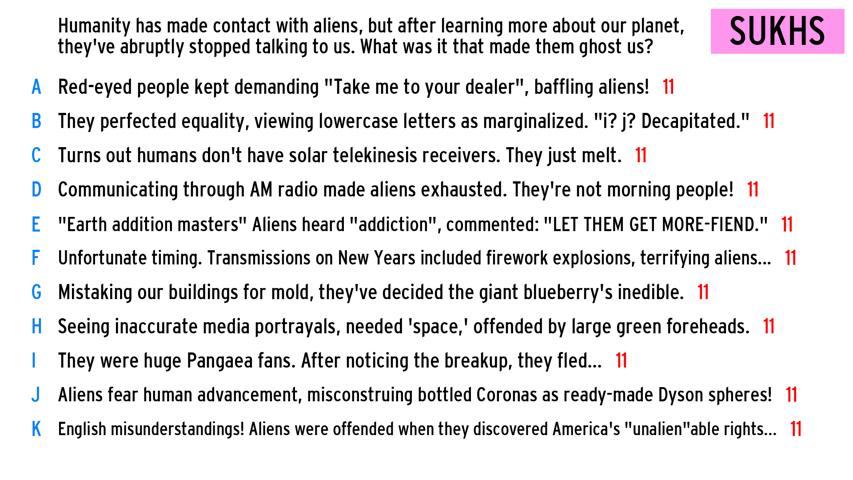 Humanity has made contact with aliens, but after learning more about our planet,
they've abruptly stopped talking to us. What was it that made them ghost us?
SUKHS
A Red-eyed people kept demanding "Take me to your dealer", baffling aliens! 11
B They perfected equality, viewing lowercase letters as marginalized. "i? j? Decapitated." 11
C Turns out humans don't have solar telekinesis receivers. They just melt. 11
D Communicating through AM radio made aliens exhausted. They're not morning people! 11
E "Earth addition masters" Aliens heard "addiction", commented: "LET THEM GET MORE-FIEND." 11
F Unfortunate timing. Transmissions on New Years included firework explosions, terrifying aliens... 11
G Mistaking our buildings for mold, they've decided the giant blueberry's inedible. 11
H Seeing inaccurate media portrayals, needed 'space,' offended by large green foreheads. 11
I They were huge Pangaea fans. After noticing the breakup, they fled... 11
J Aliens fear human advancement, misconstruing bottled Coronas as ready-made Dyson spheres! 11
K English misunderstandings! Aliens were offended when they discovered America's "unalien"able rights... 11